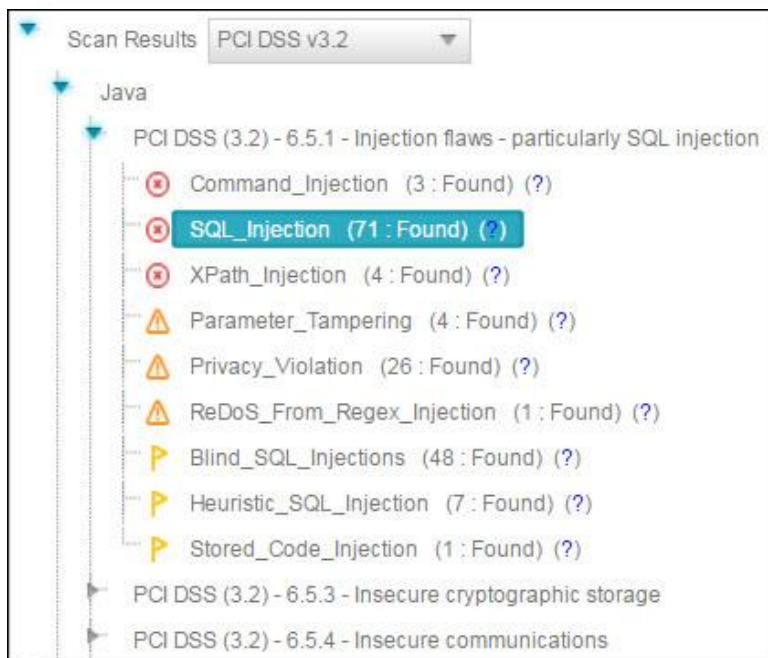 Scan Results PCI DSS v3.2
Java
PCI DSS (3.2) - 6.5.1 - Injection flaws - particularly SQL injection
Command_Injection (3 : Found) (?)
SQL_Injection (71 : Found) (?)
XPath_Injection (4 : Found) (?)
Parameter_Tampering (4 : Found) (?)
Privacy_Violation (26 : Found) (?)
ReDoS_From_Regex_Injection (1 : Found) (?)
Blind_SQL_Injections (48 : Found) (?)
Heuristic_SQL_Injection (7 : Found) (?)
Stored_Code_Injection (1 : Found) (?)
PCI DSS (3.2) - 6.5.3 - Insecure cryptographic storage
PCI DSS (3.2) - 6.5.4 - Insecure communications